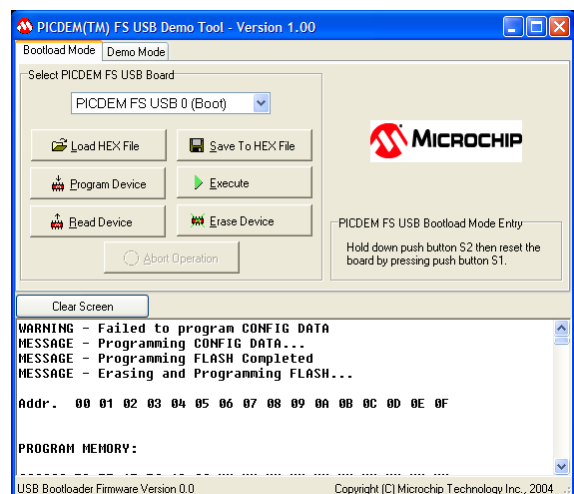 PICDEM(TM) FS USB Demo Tool - Version 1.00
Bootload Mode Demo Mode
Select PICDEM FS USB Board
PICDEM FS USB 0 (Boot)
Load HEX File Save To HEX File
Program Device Execute
Read Device Erase Device
Abort Operation
MICROCHIP
PICDEM FS USB Bootload Mode Entry
Hold down push button S2 then reset the
board by pressing push button S1.
Clear Screen
WARNING - Failed to program CONFIG DATA
MESSAGE - Programming CONFIG DATA...
MESSAGE - Programming FLASH Completed
MESSAGE - Erasing and Programming FLASH...
Addr. 00 01 02 03 04 05 06 07 08 09 0A 0B 0C 0D 0E 0F
PROGRAM MEMORY:
USB Bootloader Firmware Version 0.0 Copyright (C) Microchip Technology Inc., 2004